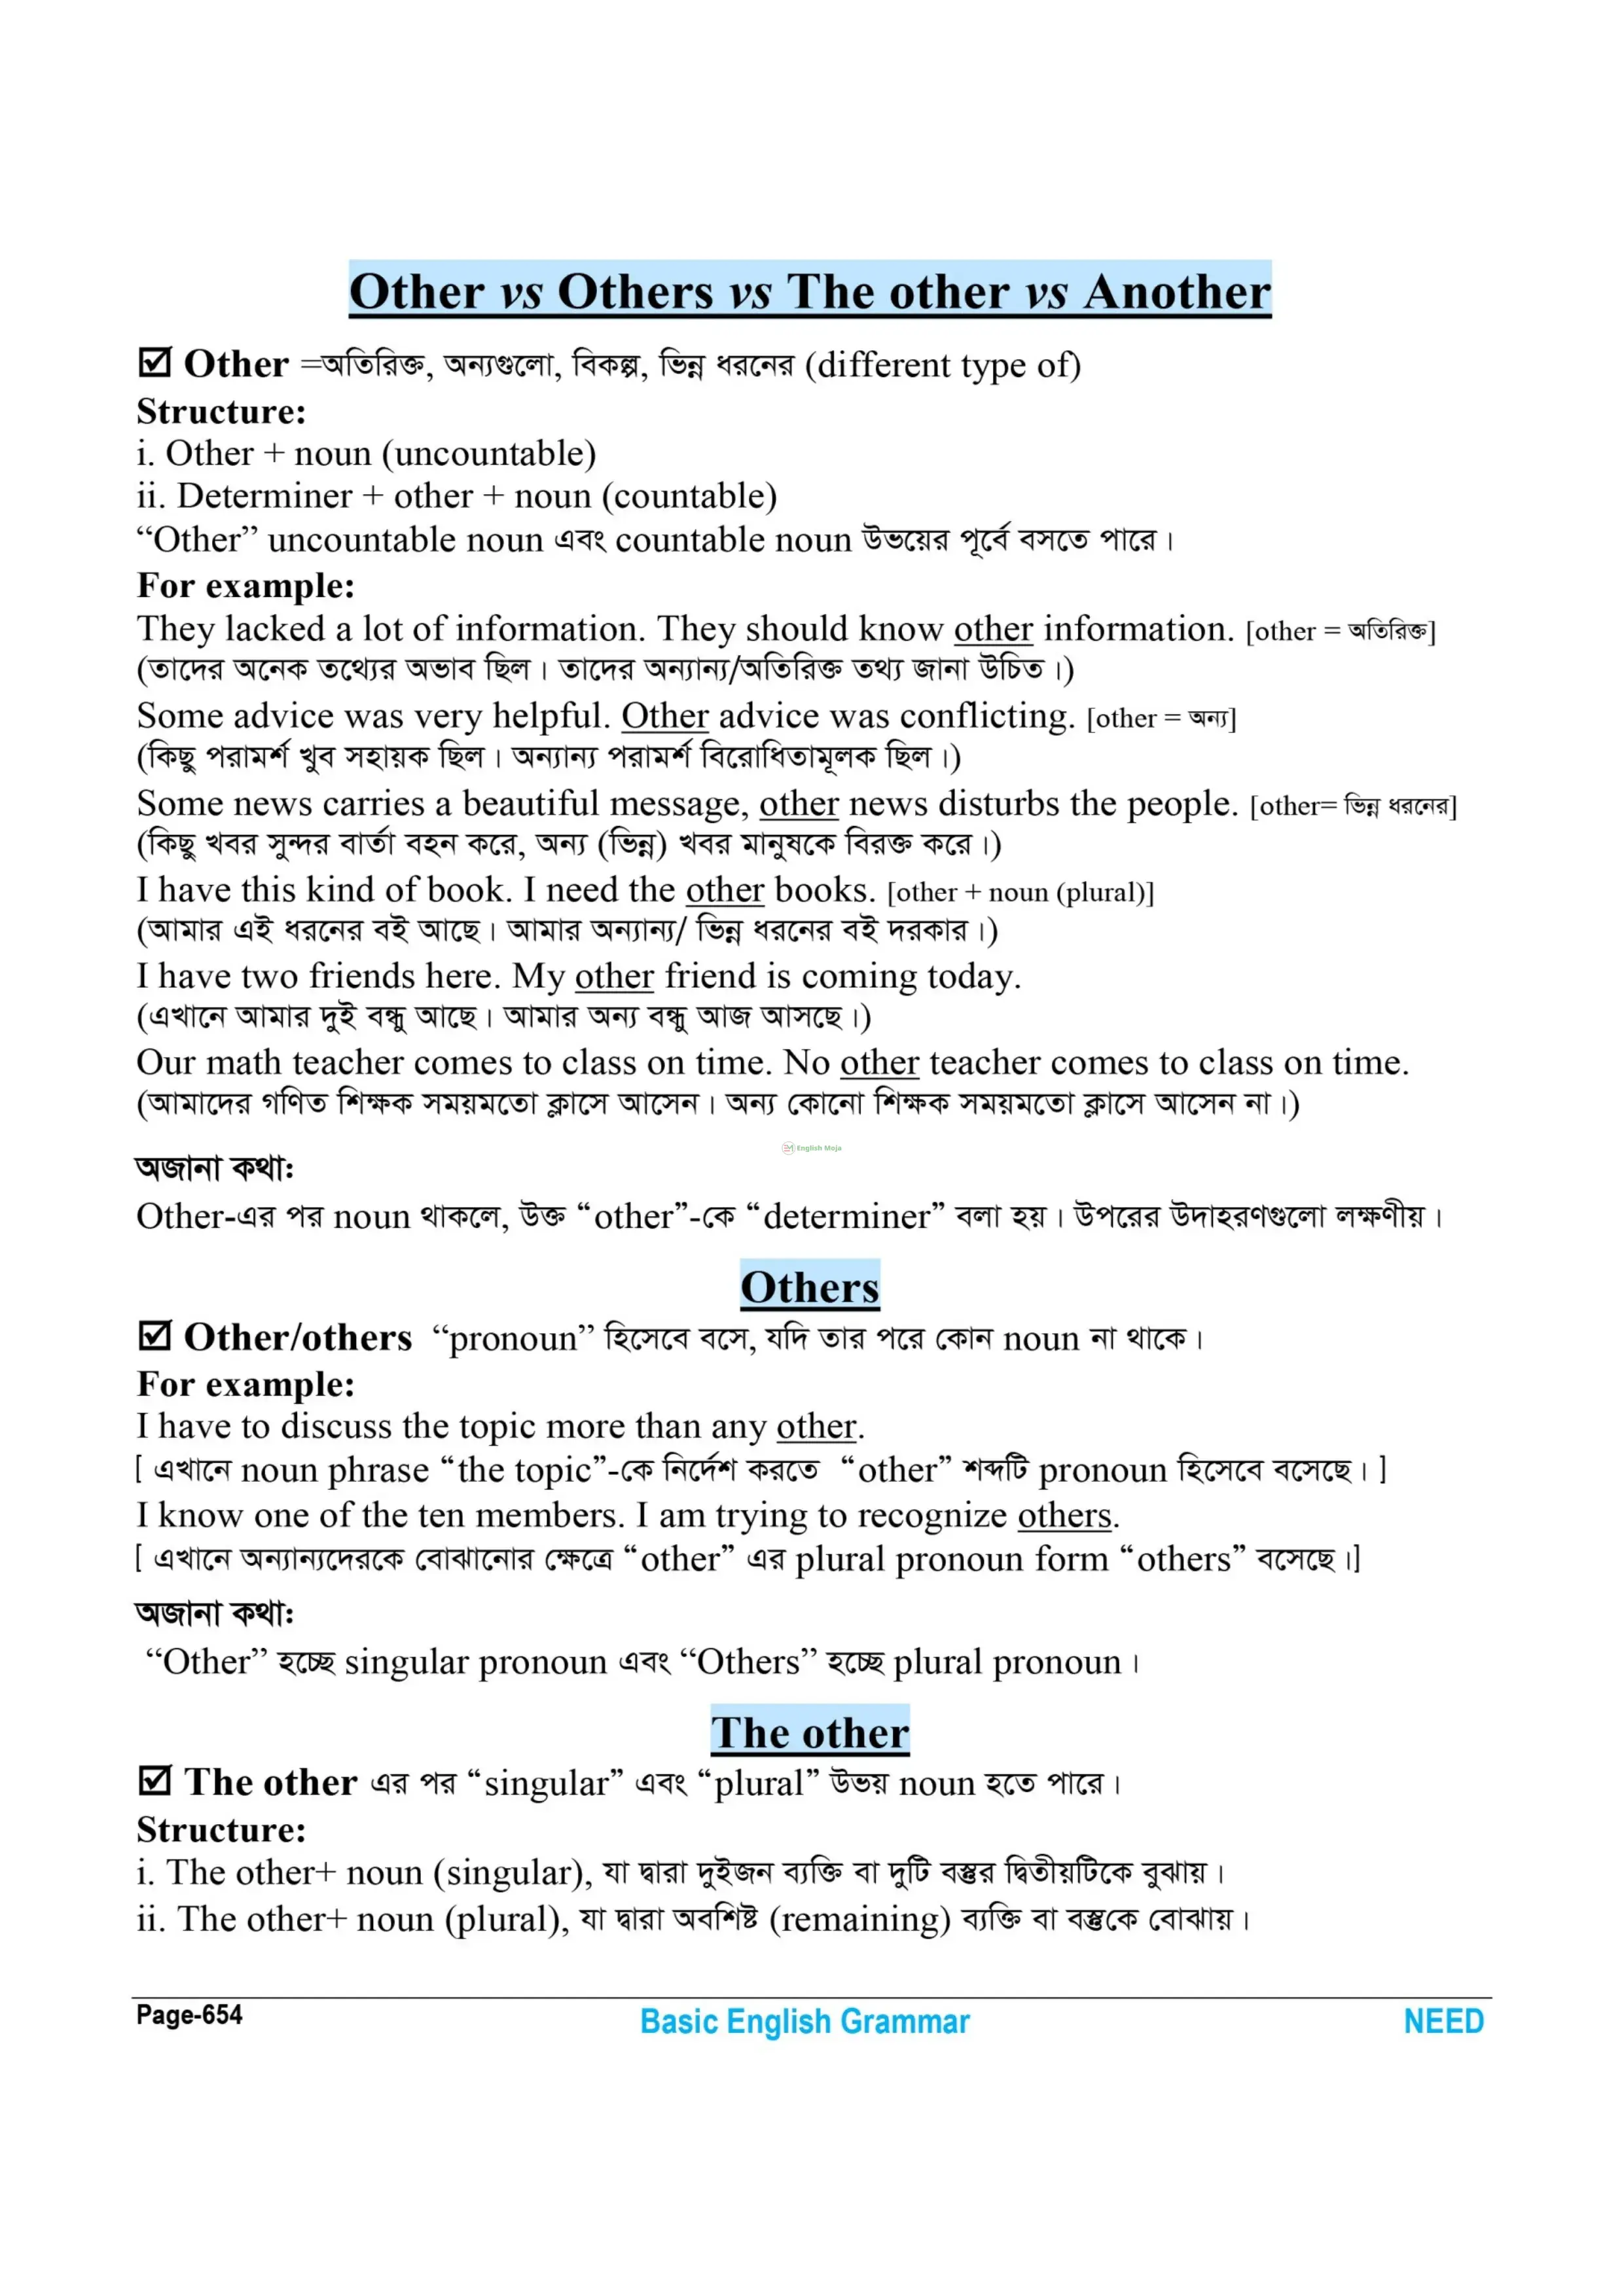 Other vs Others vs The other vs Another
☑ Other =অতিরিক্ত, অন্যগুলো, বিকল্প, ভিন্ন ধরনের (different type of)
Structure:
i. Other + noun (uncountable)
ii. Determiner + other + noun (countable)
“Other” uncountable noun এবং countable noun উভয়ের পূর্বে বসতে পারে।
For example:
They lacked a lot of information. They should know other information. [other = অতিরিক্ত]
(তাদের অনেক তথ্যের অভাব ছিল। তাদের অন্যান্য/অতিরিক্ত তথ্য জানা উচিত।)
Some advice was very helpful. Other advice was conflicting. [other = অন্য]
(কিছু পরামর্শ খুব সহায়ক ছিল। অন্যান্য পরামর্শ বিরোধিতামূলক ছিল।)
Some news carries a beautiful message, other news disturbs the people. [other= ভিন্ন ধরনের]
(কিছু খবর সুন্দর বার্তা বহন করে, অন্য (ভিন্ন) খবর মানুষকে বিরক্ত করে।)
I have this kind of book. I need the other books. [other + noun (plural)]
(আমার এই ধরনের বই আছে। আমার অন্যান্য/ ভিন্ন ধরনের বই দরকার।)
I have two friends here. My other friend is coming today.
(এখানে আমার দুই বন্ধু আছে। আমার অন্য বন্ধু আজ আসছে।)
Our math teacher comes to class on time. No other teacher comes to class on time.
(আমাদের গণিত শিক্ষক সময়মতো ক্লাসে আসেন। অন্য কোনো শিক্ষক সময়মতো ক্লাসে আসেন না।)
English Moja
অজানা কথাঃ
Other-এর পর noun থাকলে, উক্ত “other”-কে “determiner” বলা হয়। উপরের উদাহরণগুলো লক্ষণীয়।
Others
☑ Other/others “pronoun” হিসেবে বসে, যদি তার পরে কোন noun না থাকে।
For example:
I have to discuss the topic more than any other.
[ এখানে noun phrase “the topic”-কে নির্দেশ করতে “other” শব্দটি pronoun হিসেবে বসেছে। ]
I know one of the ten members. I am trying to recognize others.
[ এখানে অন্যান্যদেরকে বোঝানোর ক্ষেত্রে “other” এর plural pronoun form “others” বসেছে।]
অজানা কথাঃ
“Other” হচ্ছে singular pronoun এবং “Others” হচ্ছে plural pronoun।
The other
☑ The other এর পর “singular” এবং “plural” উভয় noun হতে পারে।
Structure:
i. The other+ noun (singular), যা দ্বারা দুইজন ব্যক্তি বা দুটি বস্তুর দ্বিতীয়টিকে বুঝায়।
ii. The other+ noun (plural), যা দ্বারা অবশিষ্ট (remaining) ব্যক্তি বা বস্তুকে বোঝায়।
Page-654 Basic English Grammar NEED